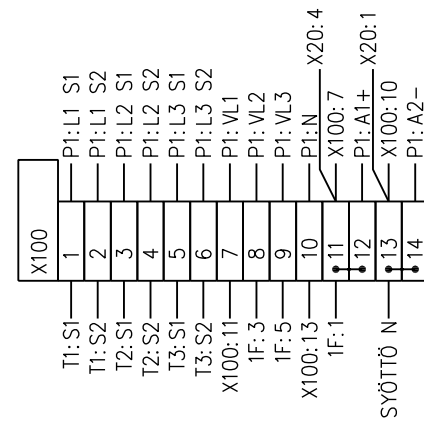 X100
T1:S1 1 P1:L1 S1
T1:S2 2 P1:L1 S2
T2:S1 3 P1:L2 S1
T2:S2 4 P1:L2 S2
T3:S1 5 P1:L3 S1
T3:S2 6 P1:L3 S2
X100:11 7 P1:VL1
1F:3 8 P1:VL2
1F:5 9 P1:VL3
X100:13 10 P1:N
X20:4
1F:1 11 X100:7
12 P1:A1+
X20:1
SYÖTTÖ N 13 X100:10
14 P1:A2-